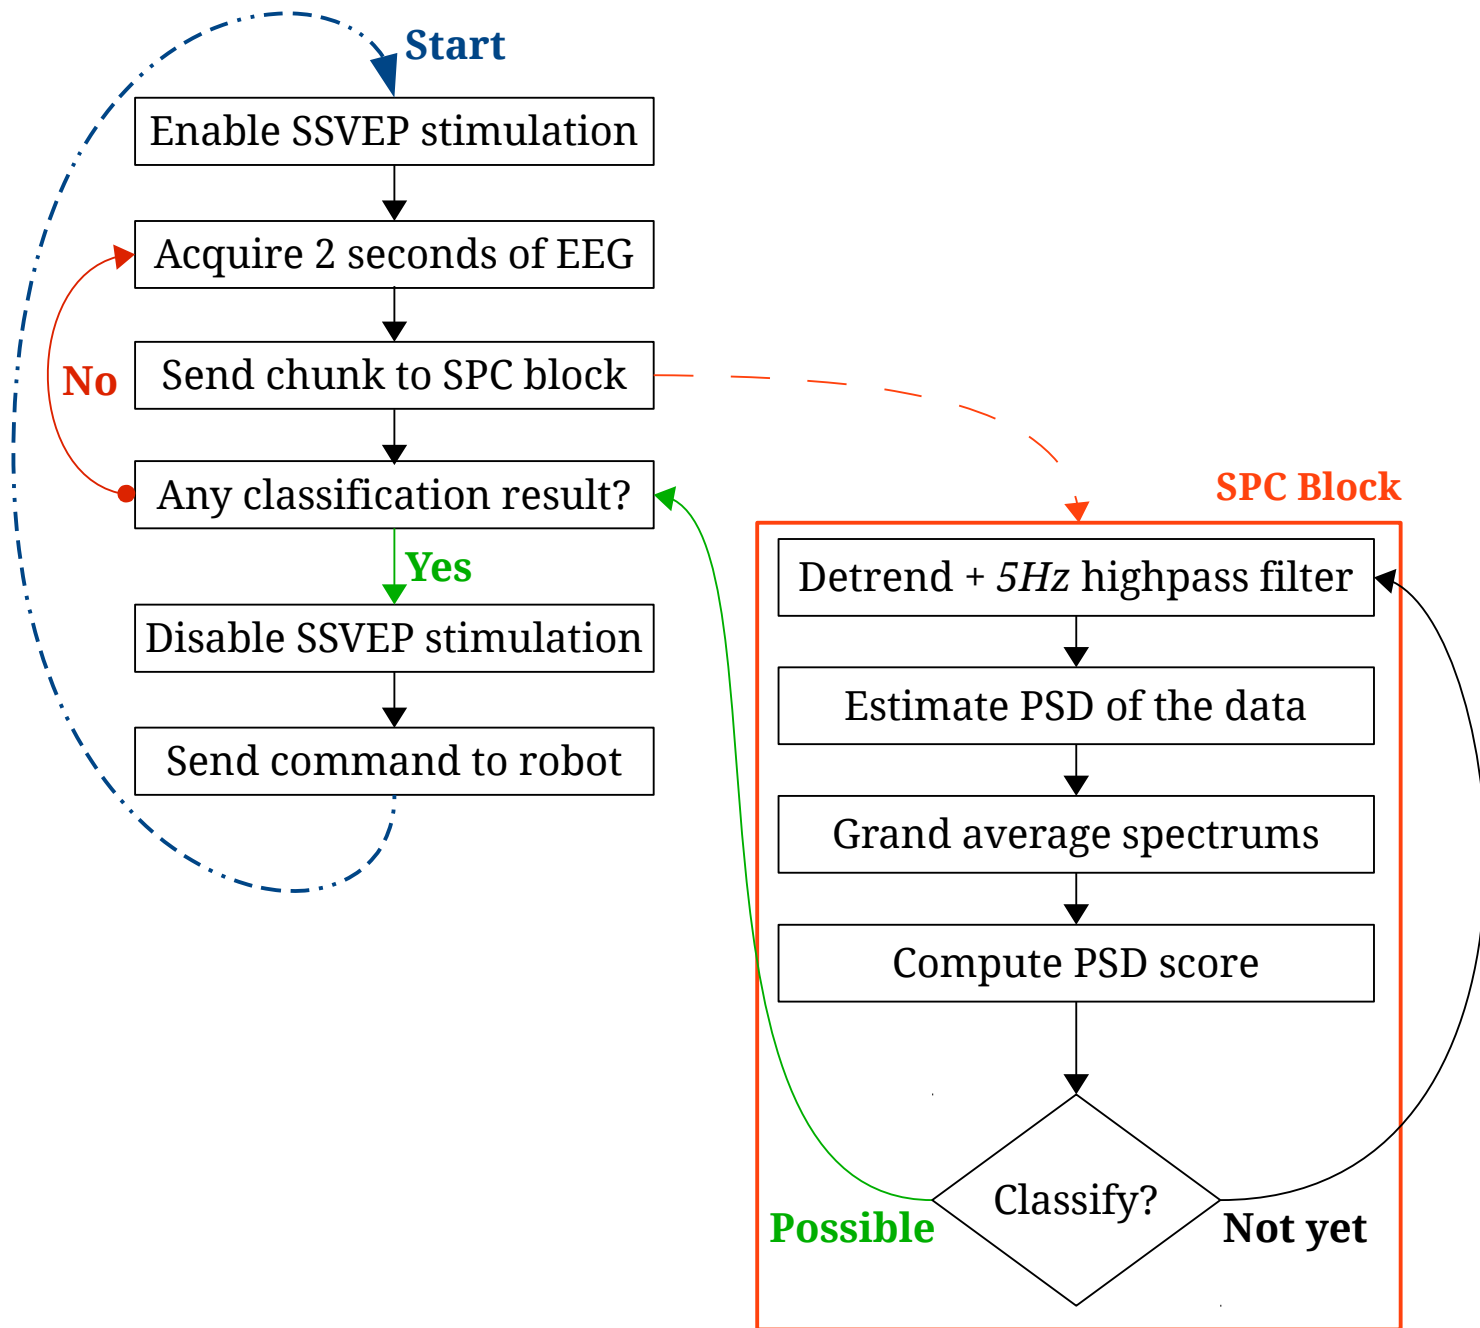 Start
Enable SSVEP stimulation
Acquire 2 seconds of EEG
Send chunk to SPC block
No
Any classification result?
Yes
Disable SSVEP stimulation
Send command to robot
SPC Block
Detrend + 5Hz highpass filter
Estimate PSD of the data
Grand average spectrums
Compute PSD score
Classify?
Possible
Not yet